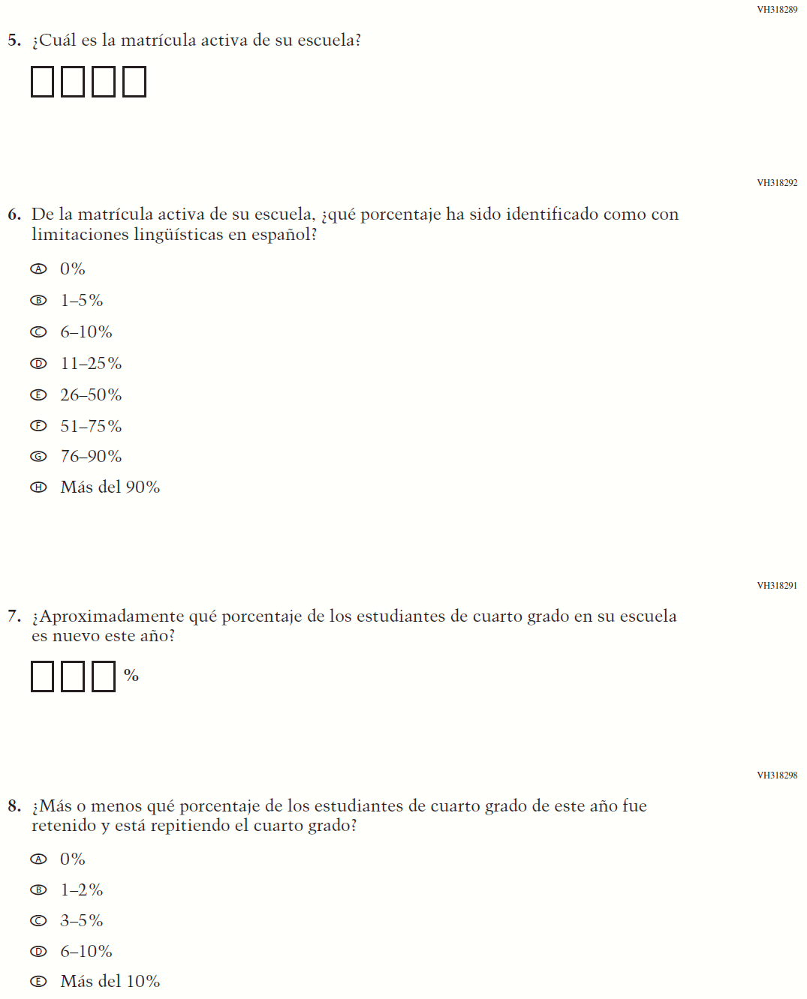 VH318289
5. ¿Cuál es la matrícula activa de su escuela?
VH318292
6. De la matrícula activa de su escuela, ¿qué porcentaje ha sido identificado como con
limitaciones lingüísticas en español?
A 0%
B 1–5%
C 6–10%
D 11–25%
E 26–50%
F 51–75%
G 76–90%
H Más del 90%
VH318291
7. ¿Aproximadamente qué porcentaje de los estudiantes de cuarto grado en su escuela
es nuevo este año?
%
VH318298
8. ¿Más o menos qué porcentaje de los estudiantes de cuarto grado de este año fue
retenido y está repitiendo el cuarto grado?
A 0%
B 1–2%
C 3–5%
D 6–10%
E Más del 10%